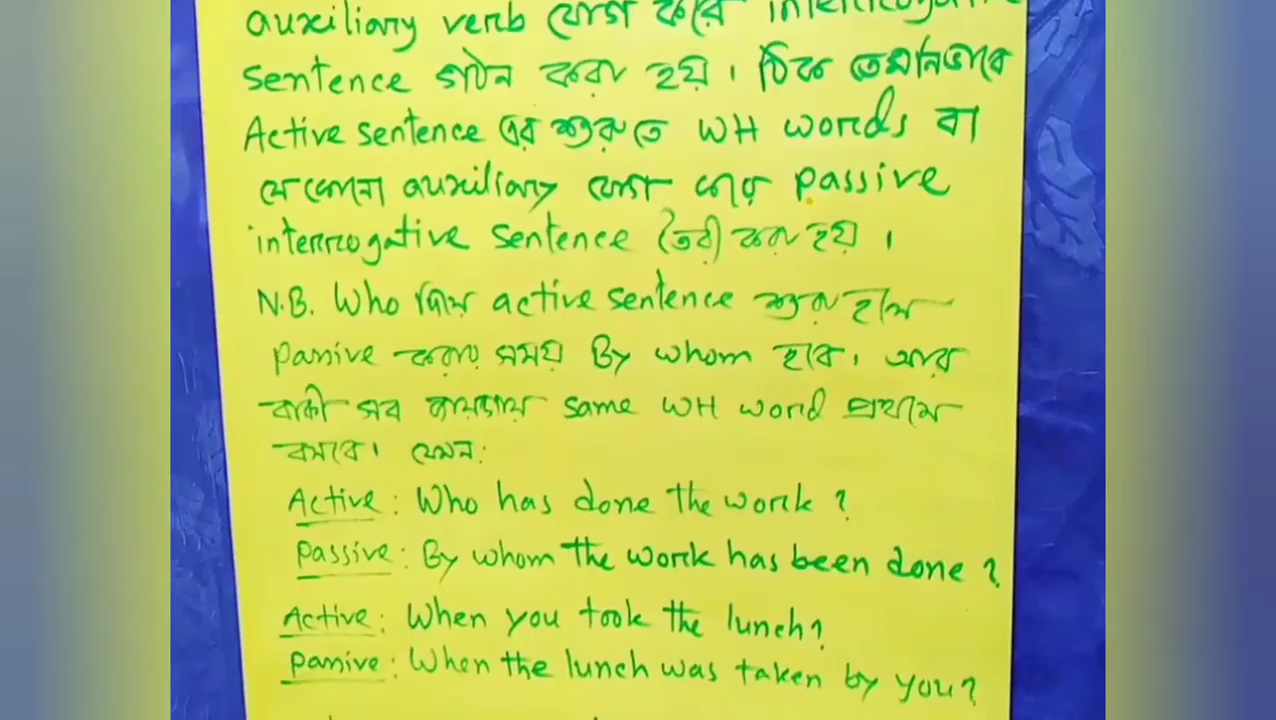 auxiliary verb যোগ করে interrogative
sentence গঠন করা হয়। ঠিক তেমনিভাবে
Active sentence এর শুরুতে WH words বা
যেকোনো auxiliary যোগ করে passive
interrogative sentence তৈরী করা হয়।
N.B. Who দিয়ে active sentence শুরু হলে
passive করার সময় By whom হবে। আর
বাকী সব জায়গায় same WH word প্রথমে
বসবে। যেমন:
Active: Who has done the work?
Passive: By whom the work has been done?
Active: When you took the lunch?
Passive: When the lunch was taken by you?